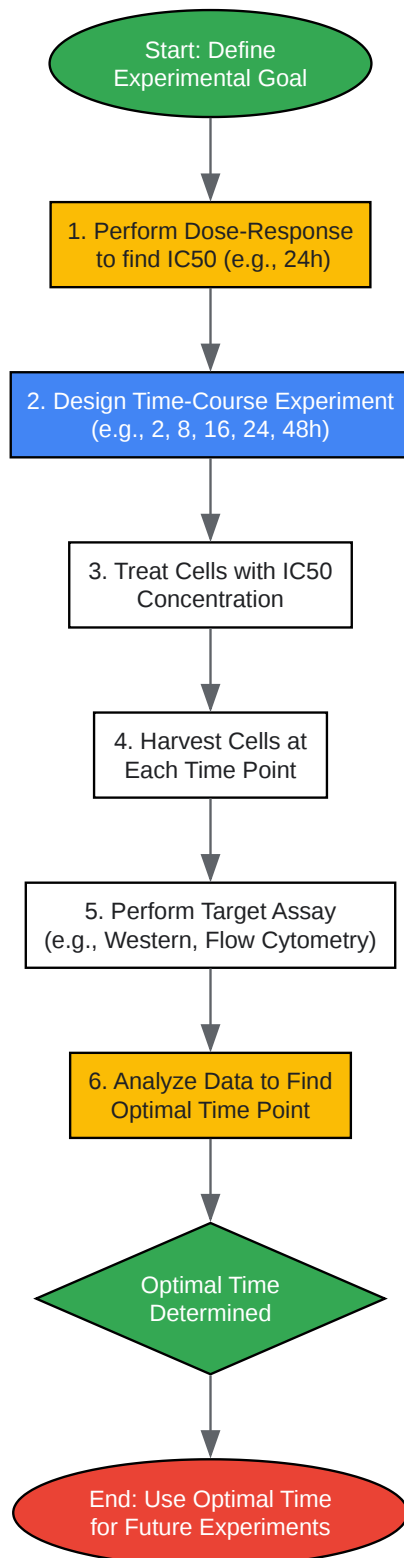 Start: Define
Experimental Goal
1. Perform Dose-Response
to find IC50 (e.g., 24h)
2. Design Time-Course Experiment
(e.g., 2, 8, 16, 24, 48h)
3. Treat Cells with IC50
Concentration
4. Harvest Cells at
Each Time Point
5. Perform Target Assay
(e.g., Western, Flow Cytometry)
6. Analyze Data to Find
Optimal Time Point
Optimal Time
Determined
End: Use Optimal Time
for Future Experiments